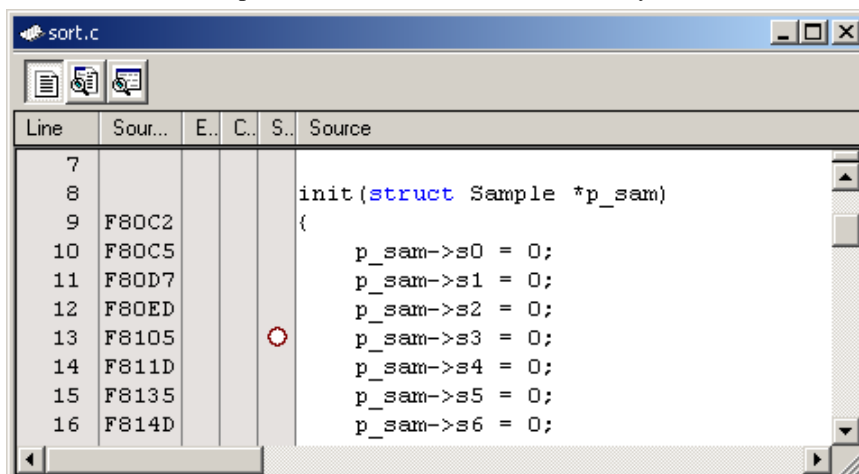 sort.c
Line Sour... E.. C.. S.. Source
7
8 init(struct Sample *p_sam)
9 F80C2 {
10 F80C5 p_sam->s0 = 0;
11 F80D7 p_sam->s1 = 0;
12 F80ED p_sam->s2 = 0;
13 F8105 p_sam->s3 = 0;
14 F811D p_sam->s4 = 0;
15 F8135 p_sam->s5 = 0;
16 F814D p_sam->s6 = 0;